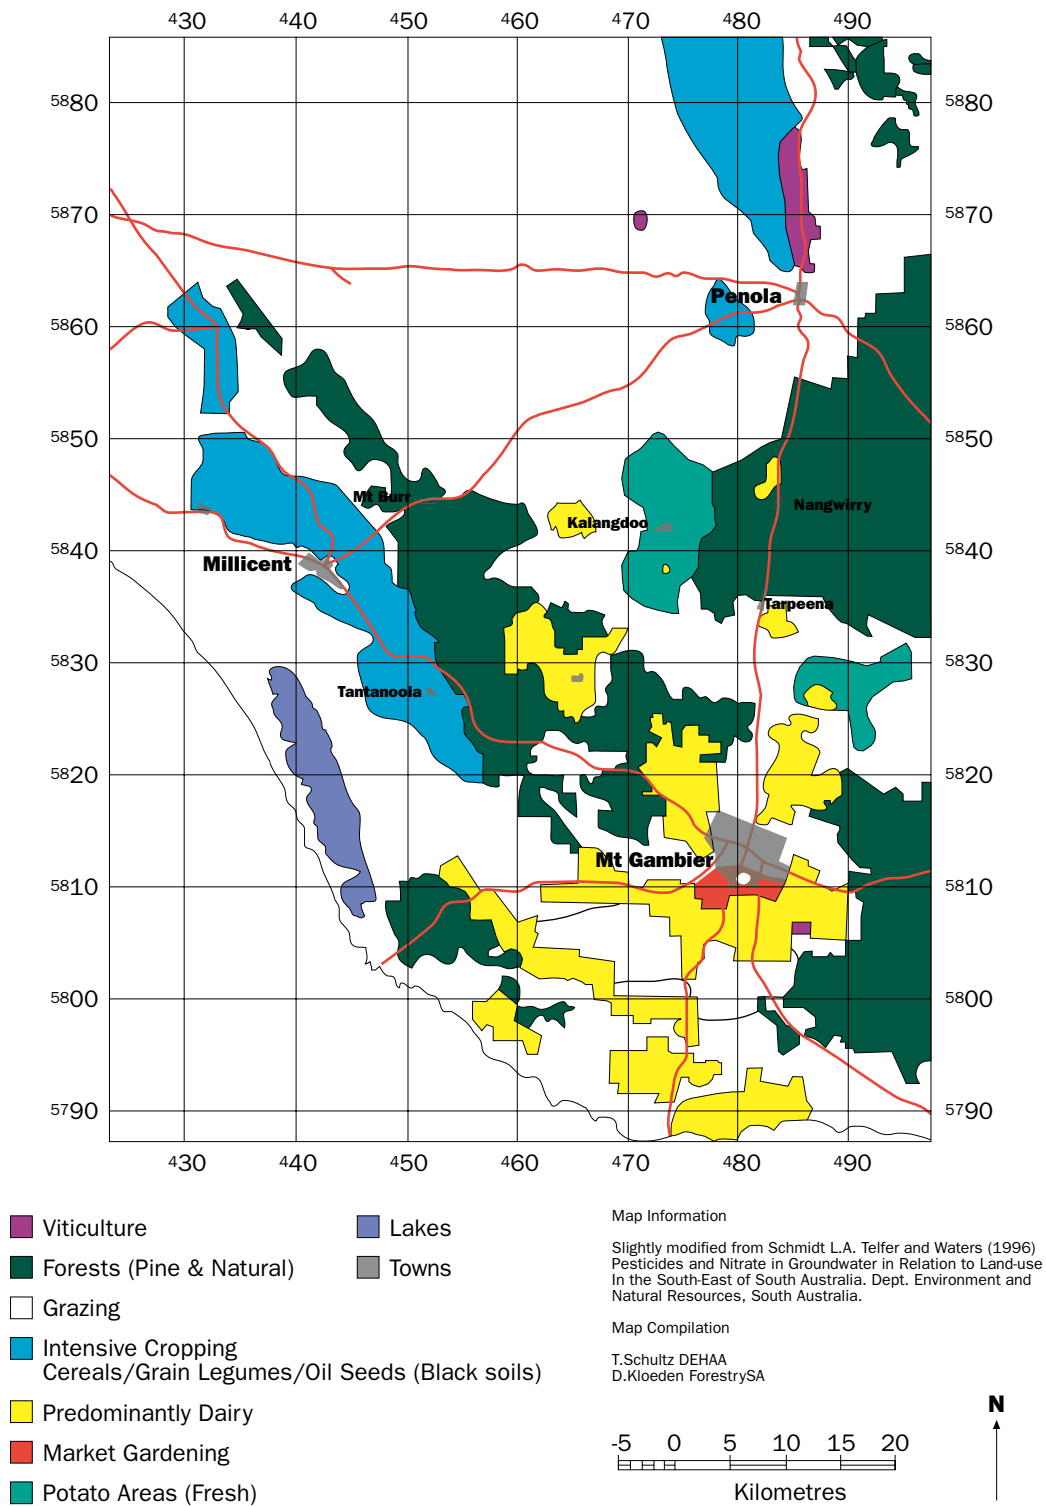 430 440 450 460 470 480 490
5880 5880
5870 5870
Penola
5860 5860
5850 5850
Mt Burr
Nangwirry
Kalangdoo
5840 5840
Millicent
Tarpeena
5830 5830
Tantanoola
5820 5820
Mt Gambier
5810 5810
5800 5800
5790 5790
430 440 450 460 470 480 490
Viticulture
Forests (Pine & Natural)
Grazing
Intensive Cropping
Cereals/Grain Legumes/Oil Seeds (Black soils)
Predominantly Dairy
Market Gardening
Potato Areas (Fresh)
Lakes
Towns
Map Information
Slightly modified from Schmidt L.A. Telfer and Waters (1996)
Pesticides and Nitrate in Groundwater in Relation to Land-use
In the South-East of South Australia. Dept. Environment and
Natural Resources, South Australia.
Map Compilation
T.Schultz DEHAA
D.Kloeden ForestrySA
N
-5 0 5 10 15 20
Kilometres